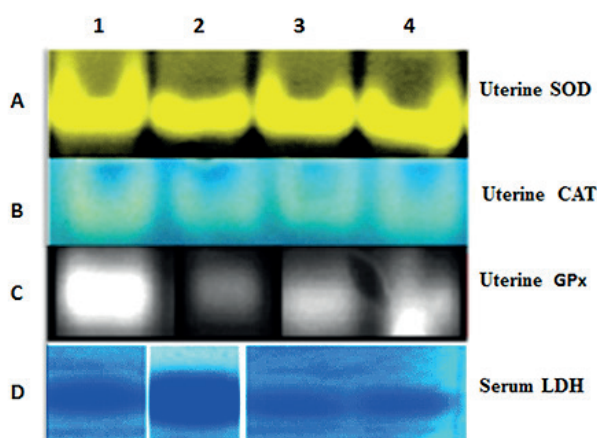 1 2 3 4
A Uterine SOD
B Uterine CAT
C Uterine GPx
D Serum LDH